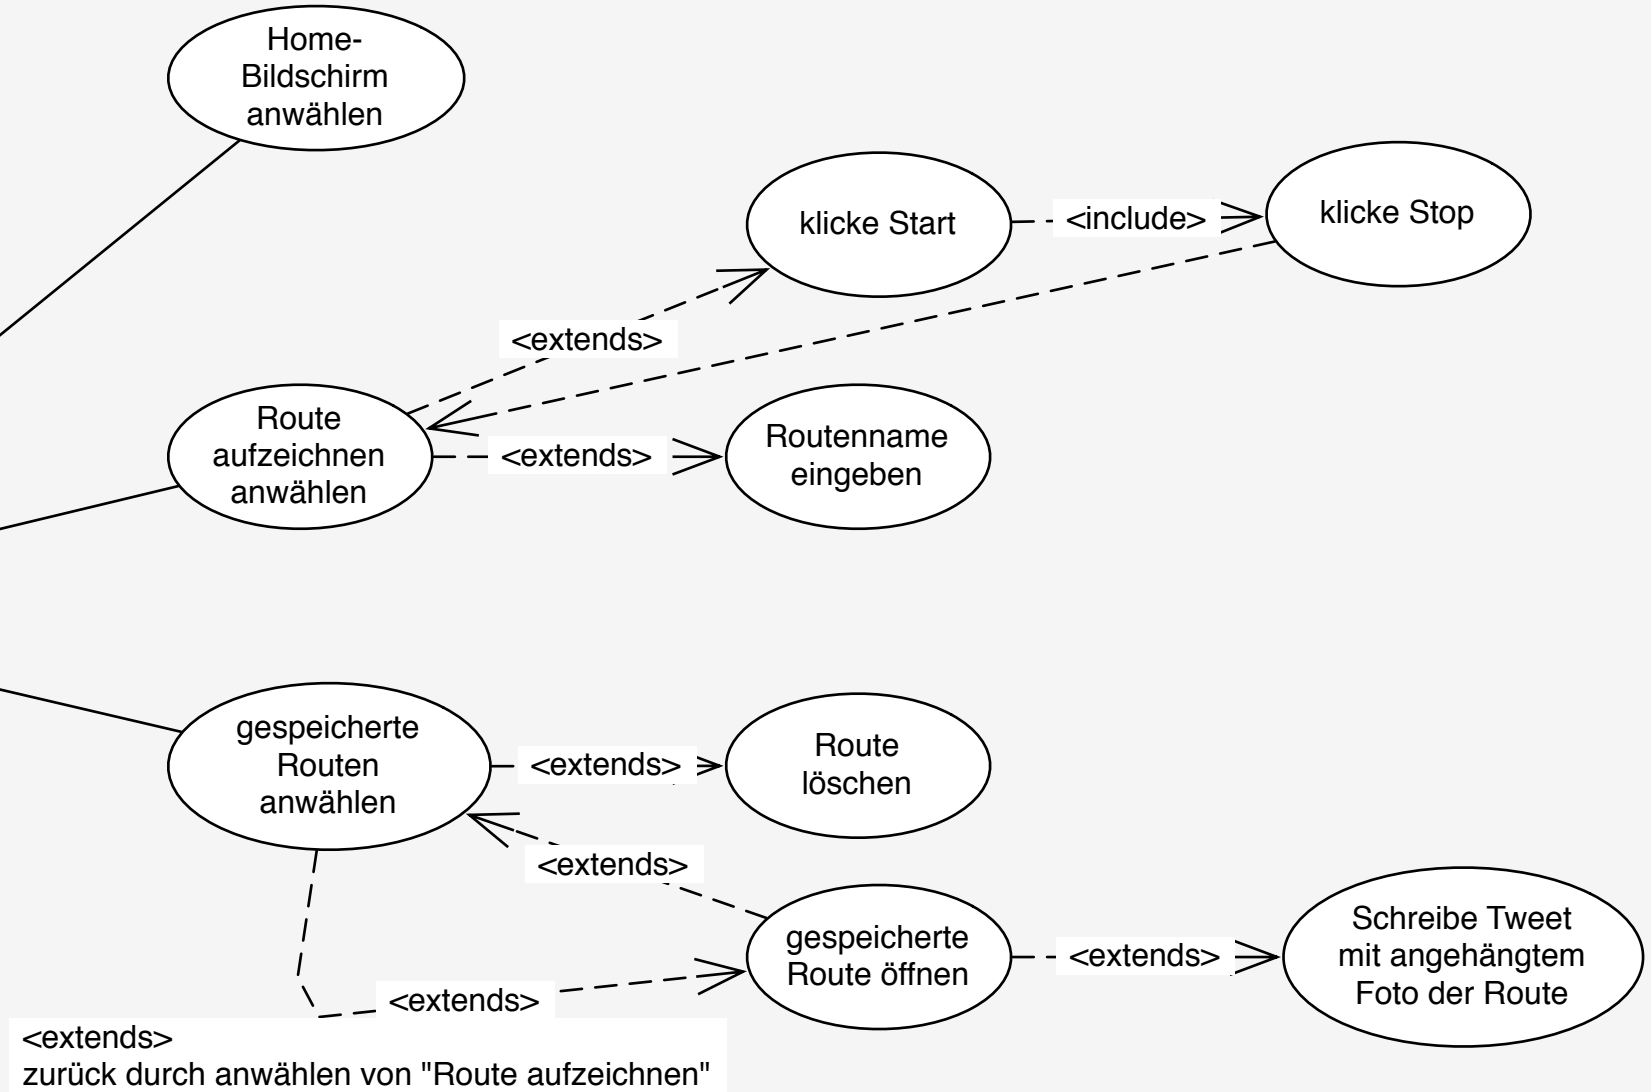 Home-
Bildschirm
anwählen
klicke Start
<include>
klicke Stop
<extends>
Route
aufzeichnen
anwählen
<extends>
Routenname
eingeben
gespeicherte
Routen
anwählen
<extends>
Route
löschen
<extends>
gespeicherte
Route öffnen
<extends>
Schreibe Tweet
mit angehängtem
Foto der Route
<extends>
<extends>
zurück durch anwählen von "Route aufzeichnen"